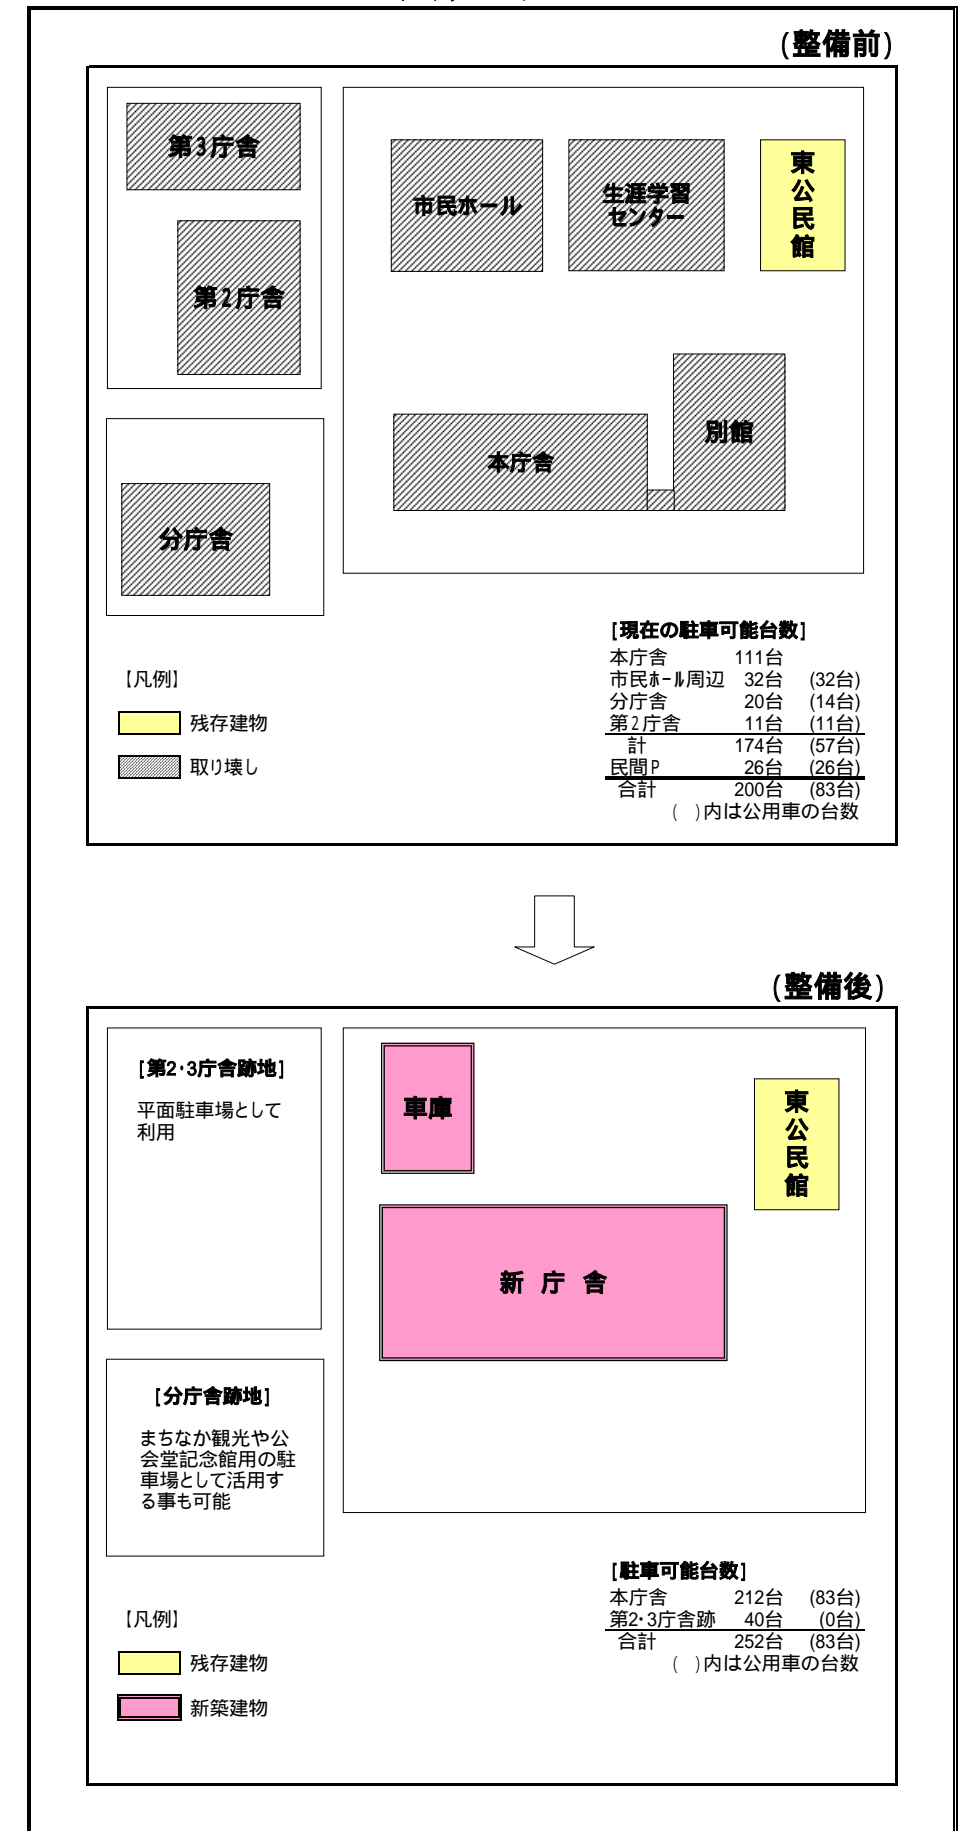 (整備前)
第3庁舎
市民ホール
生涯学習
センター
東公民館
第2庁舎
別館
本庁舎
分庁舎
[現在の駐車可能台数]
本庁舎 111台
市民ホール周辺 32台 (32台)
分庁舎 20台 (14台)
第2庁舎 11台 (11台)
計 174台 (57台)
民間P 26台 (26台)
合計 200台 (83台)
( )内は公用車の台数
【凡例】
残存建物
取り壊し
(整備後)
[第2・3庁舎跡地]
平面駐車場として
利用
車庫
東公民館
新庁舎
[分庁舎跡地]
まちなか観光や公
会堂記念館用の駐
車場として活用す
る事も可能
[駐車可能台数]
本庁舎 212台 (83台)
第2・3庁舎跡 40台 (0台)
合計 252台 (83台)
( )内は公用車の台数
【凡例】
残存建物
新築建物